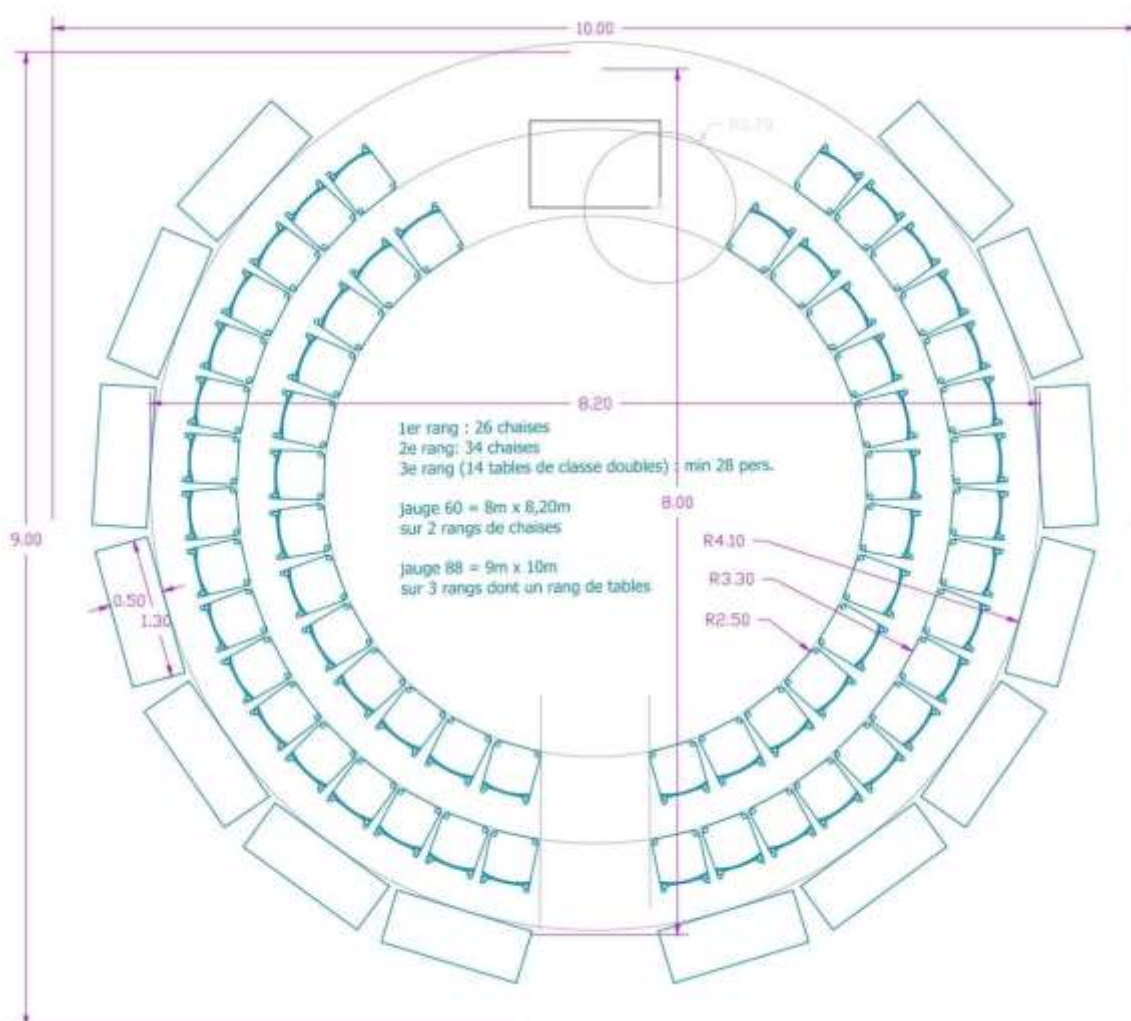 10.00
R0.70
8.20
1er rang : 26 chaises
2e rang: 34 chaises
3e rang (14 tables de classe doubles) : min 28 pers.
8.00
jauge 60 = 8m x 8,20m
sur 2 rangs de chaises
9.00
R4.10
jauge 88 = 9m x 10m
R3.30
sur 3 rangs dont un rang de tables
0.50
1.30
R2.50